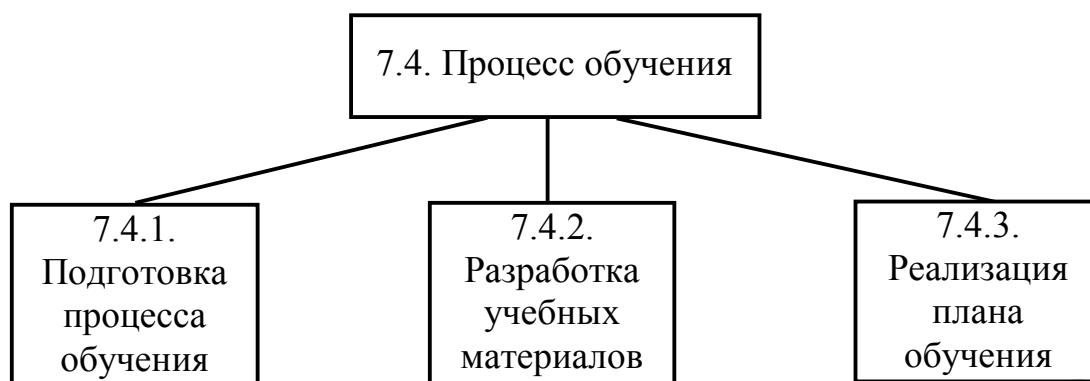 7.4. Процесс обучения
7.4.1.
Подготовка
процесса
обучения
7.4.2.
Разработка
учебных
материалов
7.4.3.
Реализация
плана
обучения